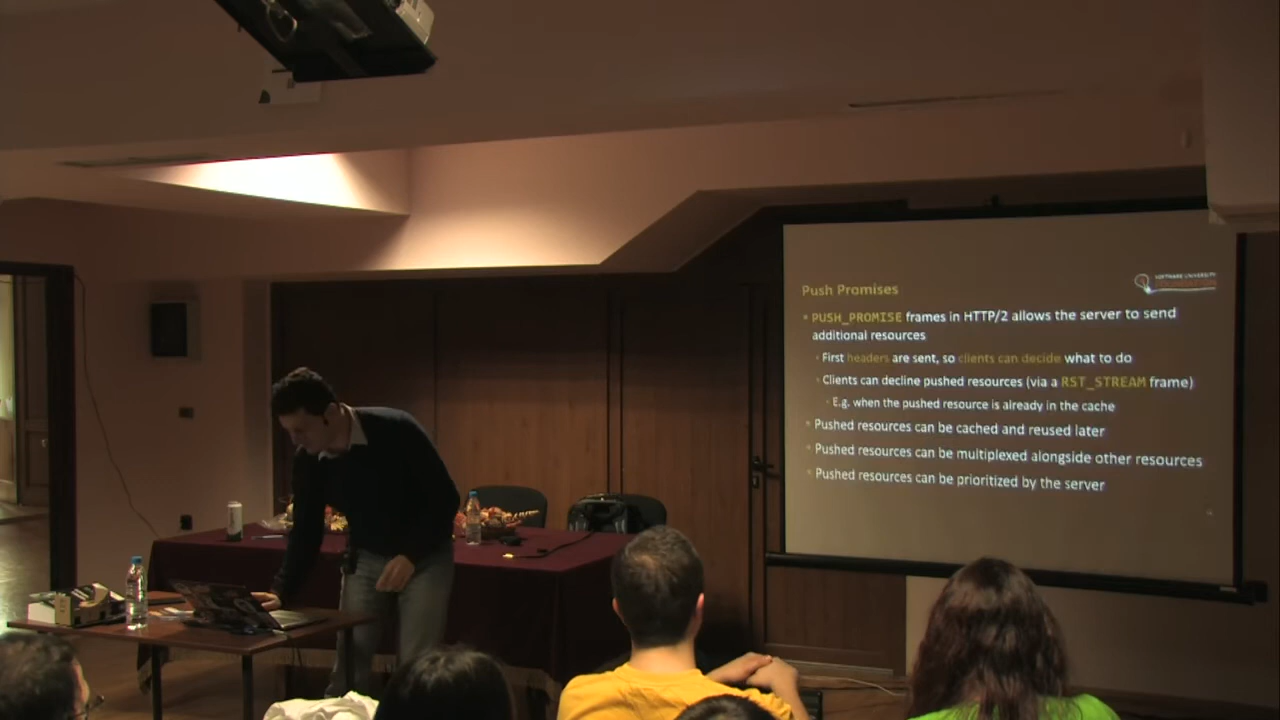 SOFTWARE UNIVERSITY
FOUNDATION
Push Promises
PUSH_PROMISE frames in HTTP/2 allows the server to send
additional resources
First headers are sent, so clients can decide what to do
Clients can decline pushed resources (via a RST_STREAM frame)
E.g. when the pushed resource is already in the cache
Pushed resources can be cached and reused later
Pushed resources can be multiplexed alongside other resources
Pushed resources can be prioritized by the server